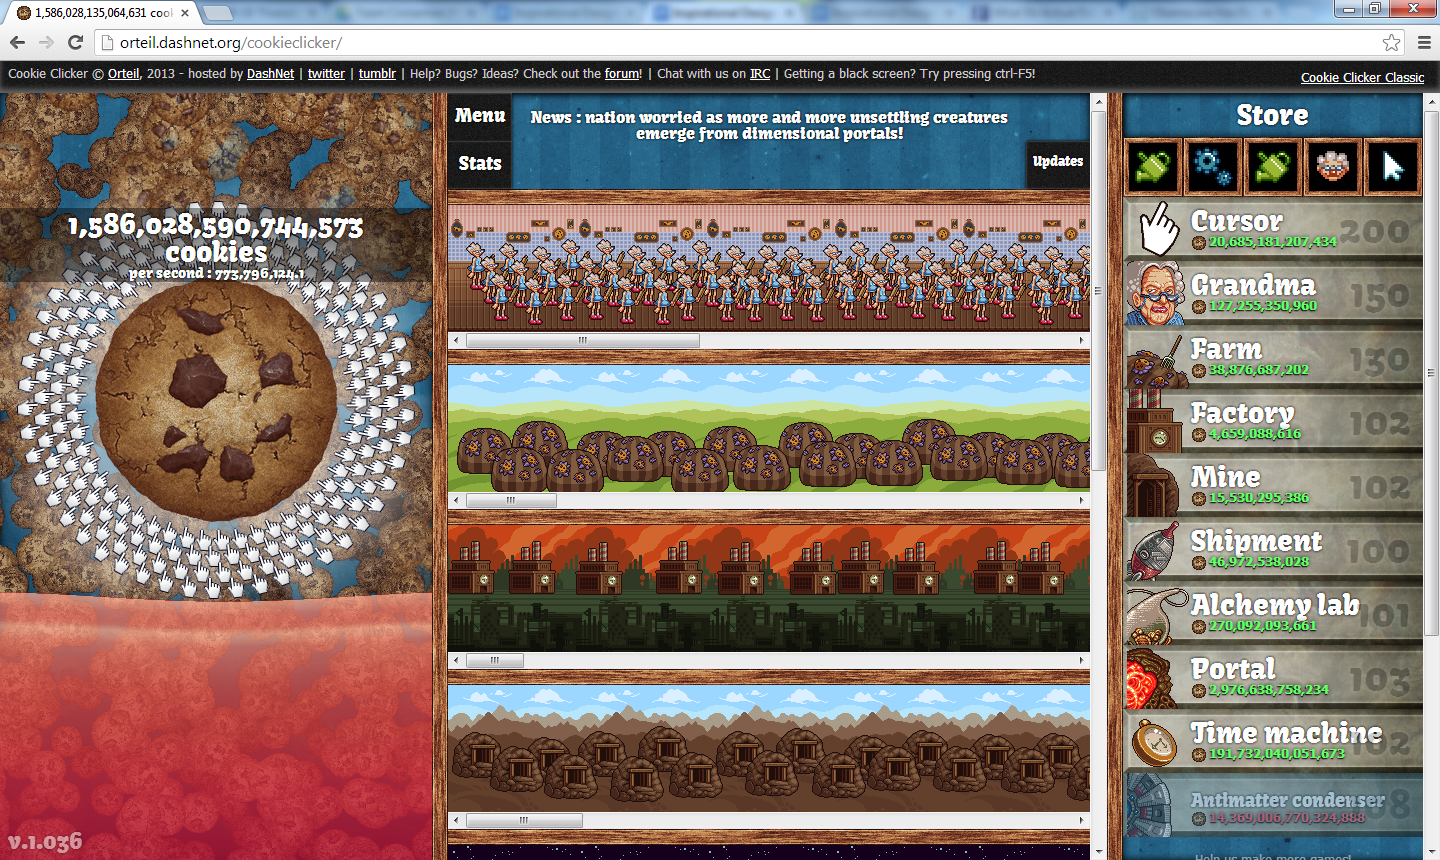 1,586,028,135,064,631 cook
orteil.dashnet.org/cookieclicker/
Cookie Clicker © Orteil, 2013 - hosted by DashNet | twitter | tumblr | Help? Bugs? Ideas? Check out the forum! | Chat with us on IRC | Getting a black screen? Try pressing ctrl-F5!
Cookie Clicker Classic
1,586,028,590,744,573
cookies
per second : 773,796,124.1
v.1.036
Menu
Stats
News : nation worried as more and more unsettling creatures
emerge from dimensional portals!
Updates
Store
Cursor
20,685,181,207,434
200
Grandma
127,255,350,960
150
Farm
38,876,687,202
130
Factory
4,659,088,616
102
Mine
15,530,295,386
102
Shipment
46,972,538,028
100
Alchemy lab
270,092,093,661
101
Portal
2,976,638,758,234
103
Time machine
191,732,040,051,673
Antimatter condenser
14,369,006,770,324,888
Help us make more games!